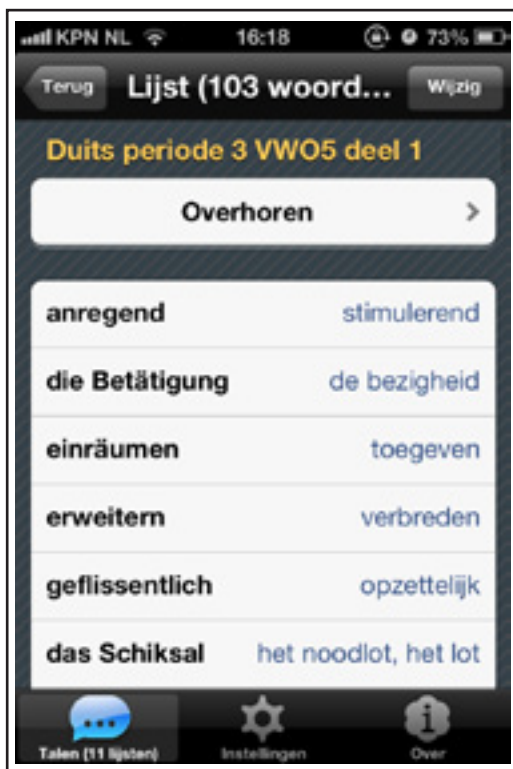 KPN NL 16:18 73%
Terug Lijst (103 woord... Wijzig
Duits periode 3 VWO5 deel 1
Overhoren
anregend stimulerend
die Betätigung de bezigheid
einräumen toegeven
erweitern verbreden
geflissentlich opzettelijk
das Schiksal het noodlot, het lot
Talen (11 lijsten) Instellingen Over